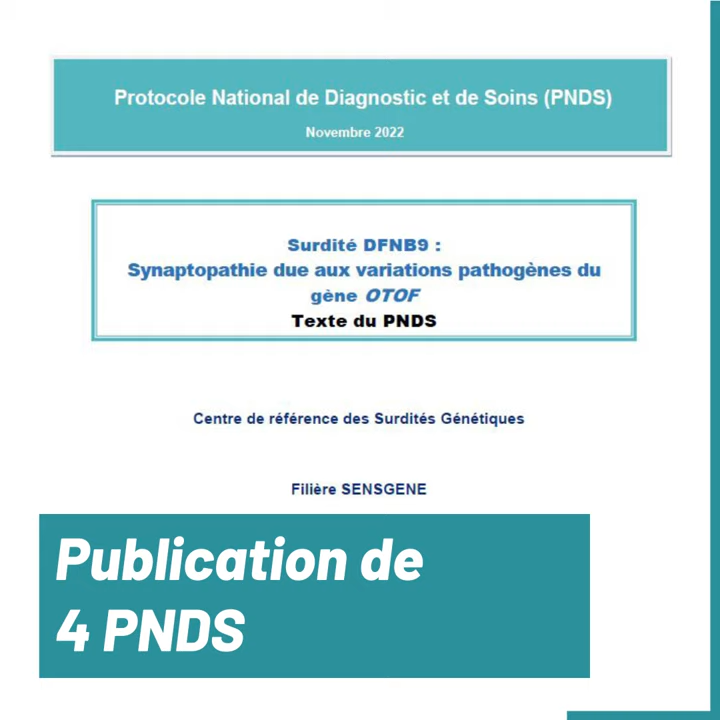 Protocole National de Diagnostic et de Soins (PNDS)
Novembre 2022
Surdité DFNB9 :
Synaptopathie due aux variations pathogènes du
gène OTOF
Texte du PNDS
Centre de référence des Surdités Génétiques
Filière SENSGENE
Publication de
4 PNDS